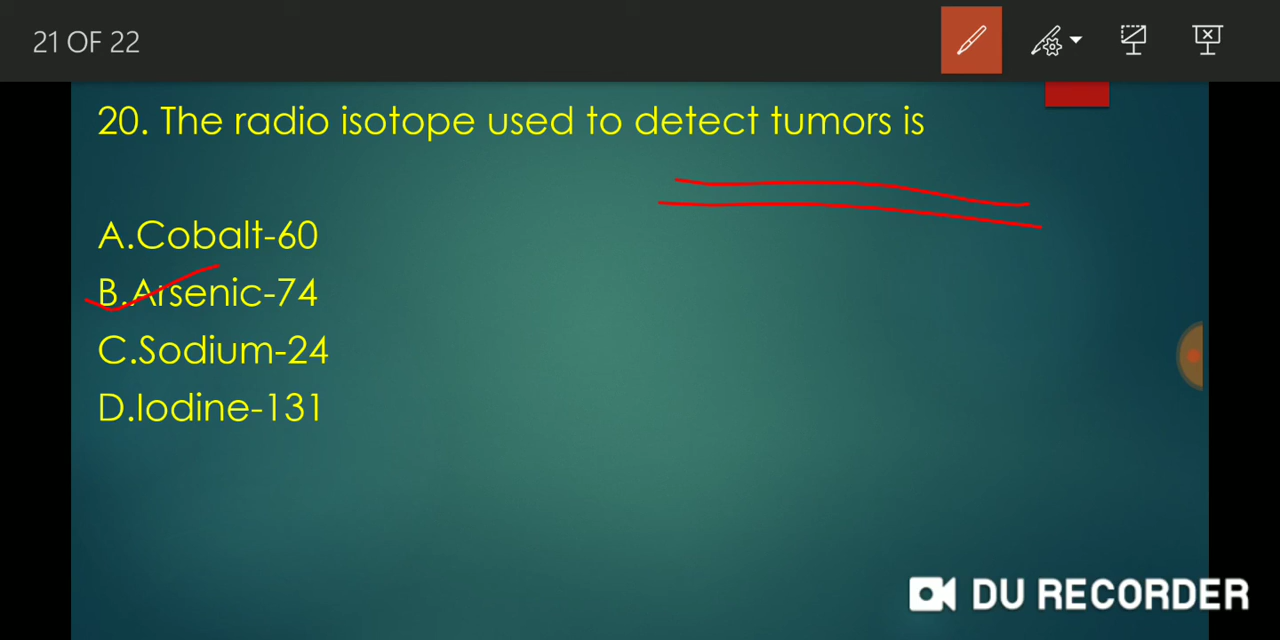 21 OF 22
20. The radio isotope used to detect tumors is
A.Cobalt-60
B.Arsenic-74
C.Sodium-24
D.Iodine-131
DU RECORDER